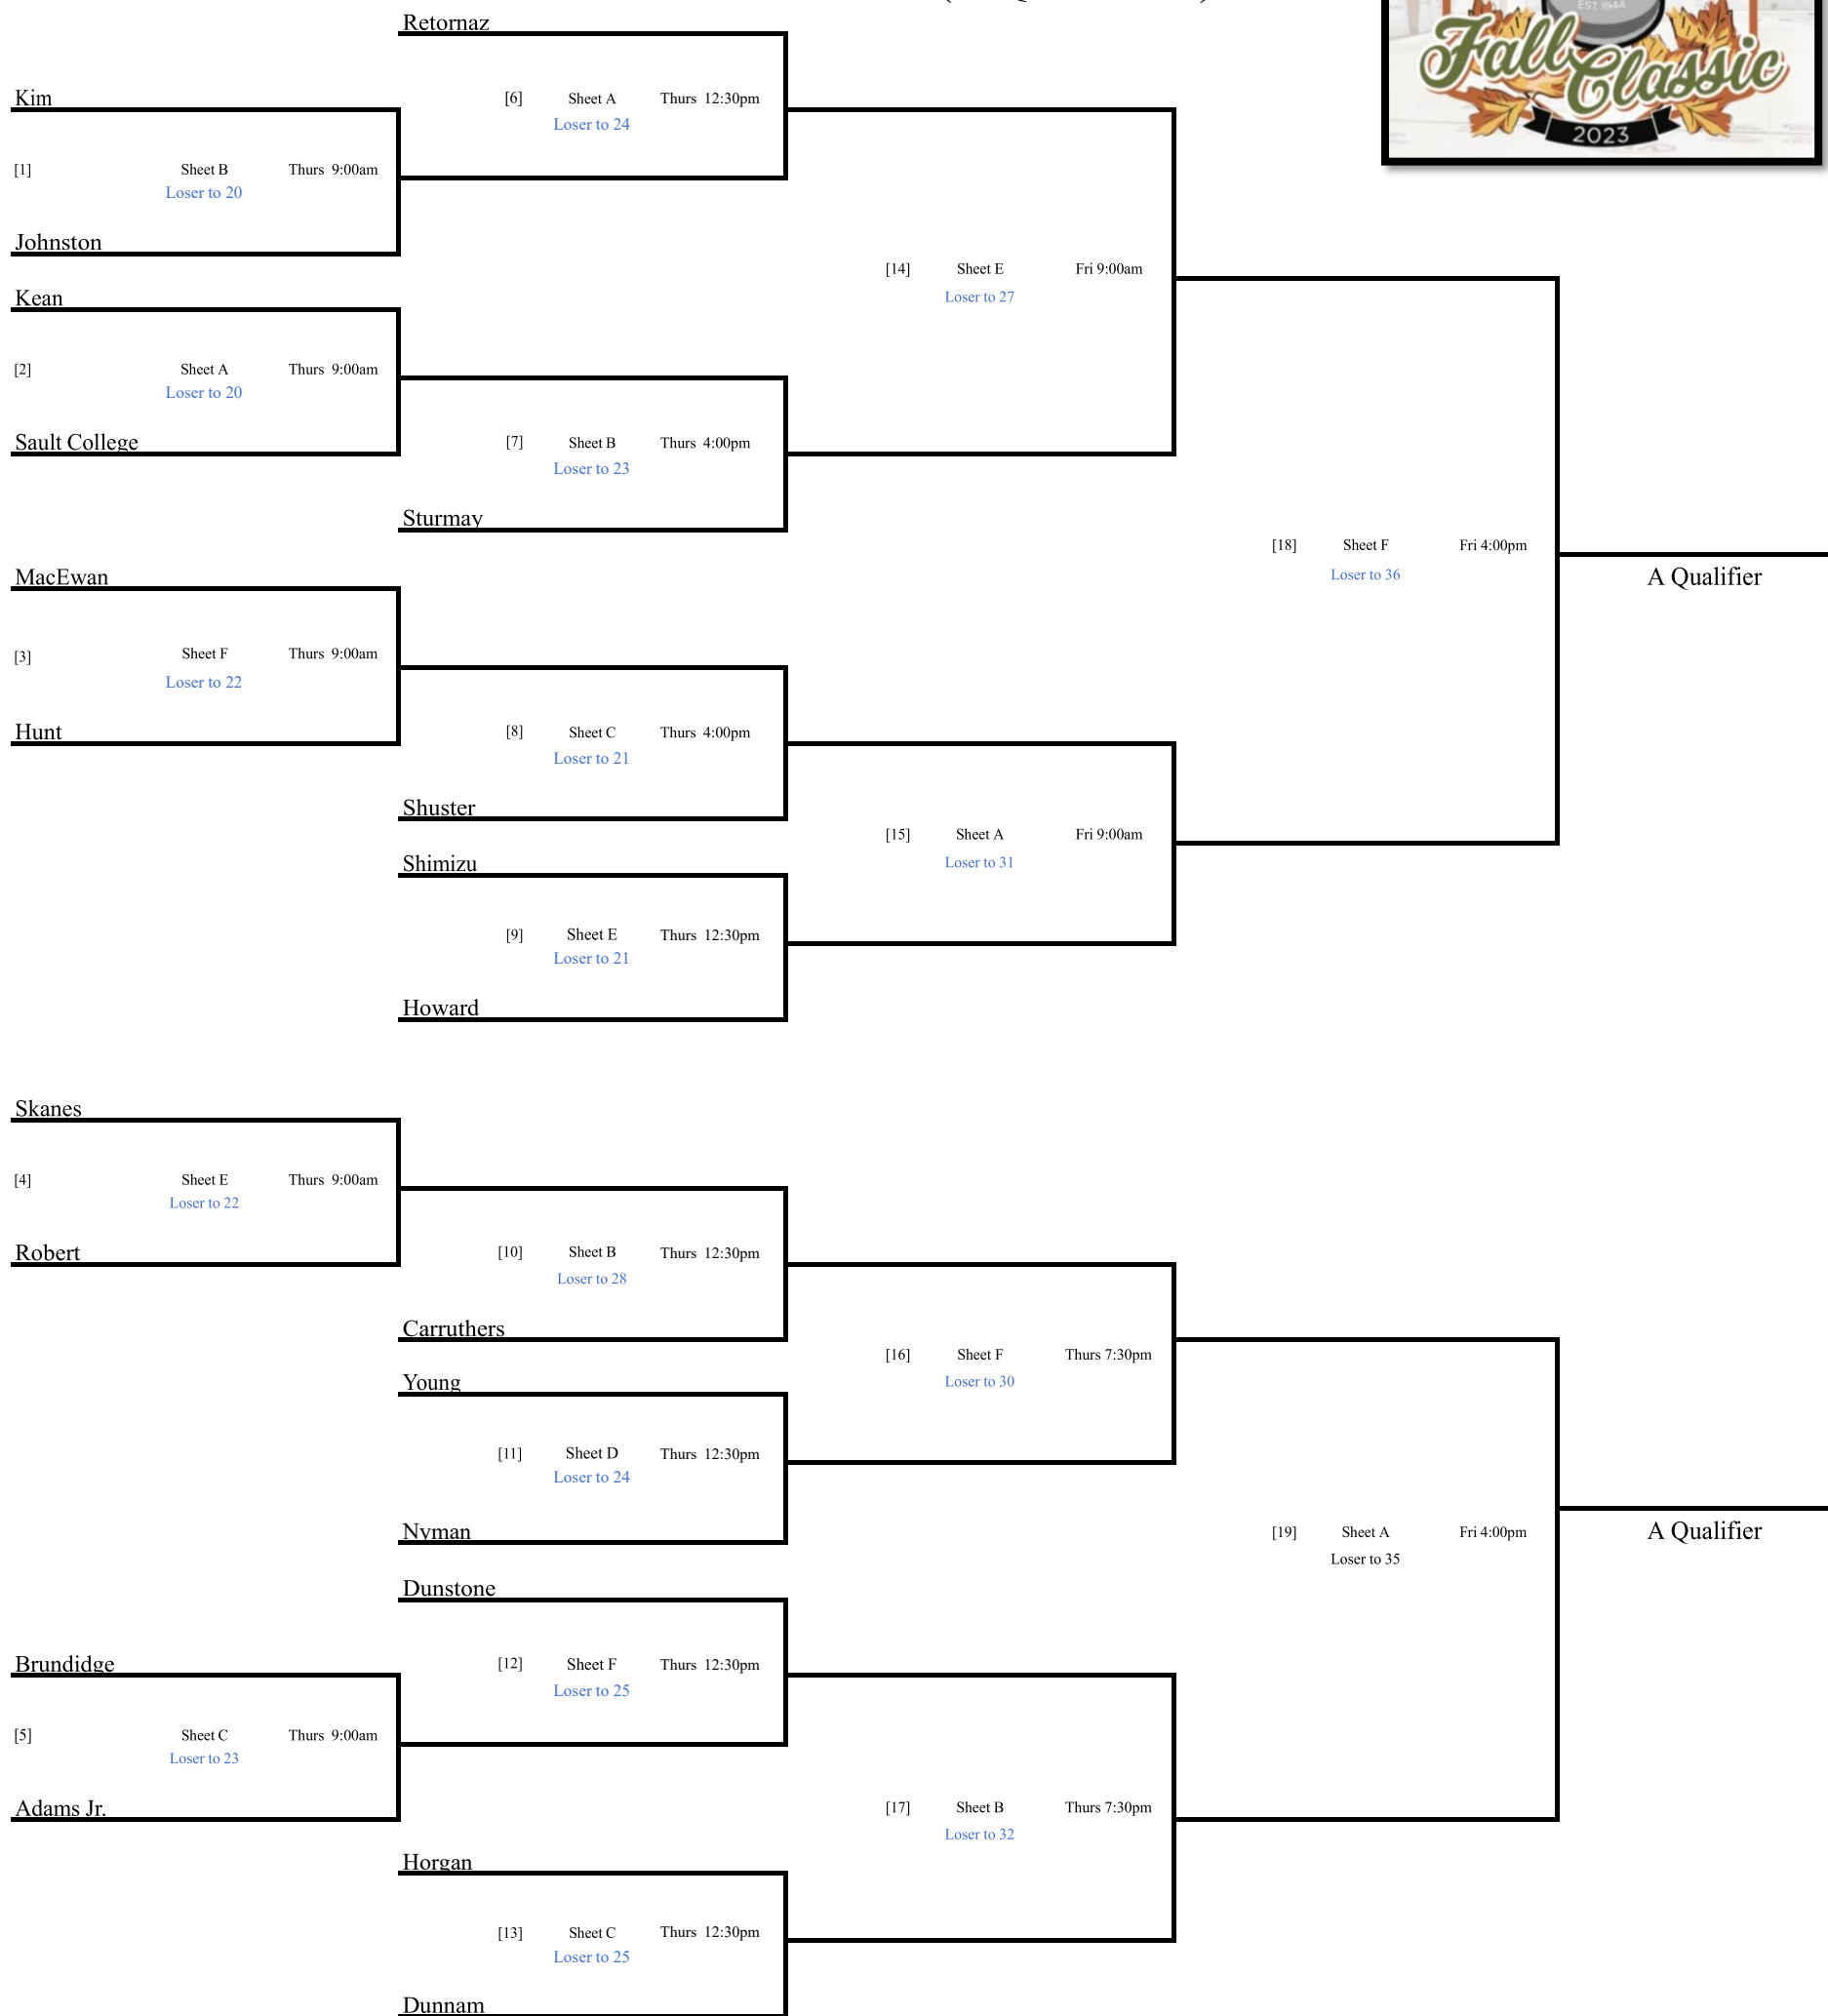 Retornaz
EST 1944
Fall
Classic
2023
Kim
[6] Sheet A Thurs 12:30pm
Loser to 24
[1] Sheet B Thurs 9:00am
Loser to 20
Johnston
[14] Sheet E Fri 9:00am
Loser to 27
Kean
[2] Sheet A Thurs 9:00am
Loser to 20
Sault College
[7] Sheet B Thurs 4:00pm
Loser to 23
Sturmay
[18] Sheet F Fri 4:00pm
Loser to 36
A Qualifier
MacEwan
[3] Sheet F Thurs 9:00am
Loser to 22
Hunt
[8] Sheet C Thurs 4:00pm
Loser to 21
Shuster
[15] Sheet A Fri 9:00am
Loser to 31
Shimizu
[9] Sheet E Thurs 12:30pm
Loser to 21
Howard
Skanes
[4] Sheet E Thurs 9:00am
Loser to 22
Robert
[10] Sheet B Thurs 12:30pm
Loser to 28
Carruthers
[16] Sheet F Thurs 7:30pm
Loser to 30
Young
[11] Sheet D Thurs 12:30pm
Loser to 24
Nyman
[19] Sheet A Fri 4:00pm
Loser to 35
A Qualifier
Dunstone
Brundidge
[12] Sheet F Thurs 12:30pm
Loser to 25
[5] Sheet C Thurs 9:00am
Loser to 23
Adams Jr.
[17] Sheet B Thurs 7:30pm
Loser to 32
Horgan
[13] Sheet C Thurs 12:30pm
Loser to 25
Dunnam